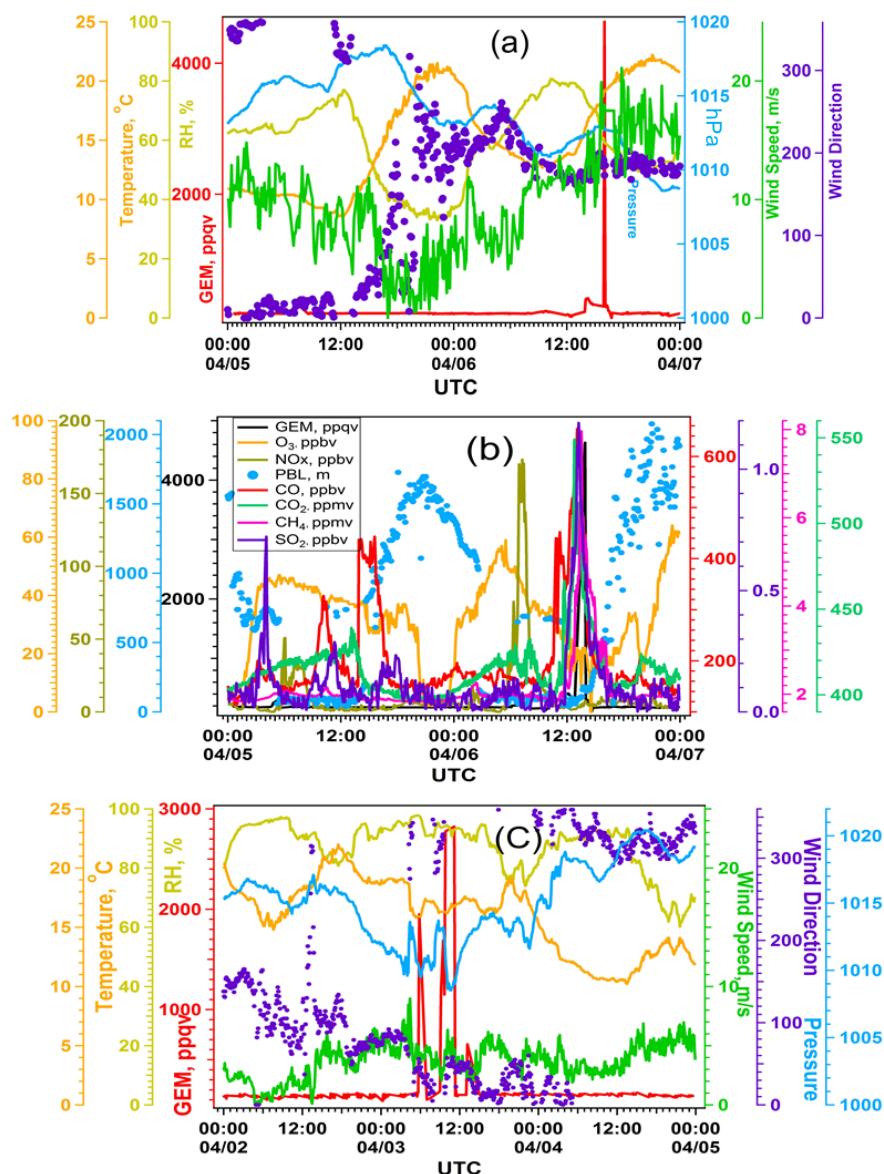 (a)
25
20
15
10
5
0
Temperature, °C
100
80
60
40
20
0
RH, %
4000
2000
GEM, ppqv
1020
1015
1010
1005
1000
hPa
Pressure
20
10
0
Wind Speed, m/s
300
200
100
0
Wind Direction
00:00 12:00 00:00 12:00 00:00
04/05 04/06 04/07
UTC
(b)
100
80
60
40
20
0
200
150
100
50
0
2000
1500
1000
500
0
4000
2000
GEM, ppqv
O3, ppbv
NOx, ppbv
PBL, m
CO, ppbv
CO2, ppmv
CH4, ppmv
SO2, ppbv
600
400
200
1.0
0.5
0.0
8
6
4
2
550
500
450
400
00:00 12:00 00:00 12:00 00:00
04/05 04/06 04/07
UTC
(C)
25
20
15
10
5
0
Temperature, °C
100
80
60
40
20
0
RH, %
3000
2000
1000
GEM, ppqv
20
10
0
Wind Speed, m/s
300
200
100
0
Wind Direction
1020
1015
1010
1005
1000
Pressure
00:00 12:00 00:00 12:00 00:00 12:00 00:00
04/02 04/03 04/04 04/05
UTC